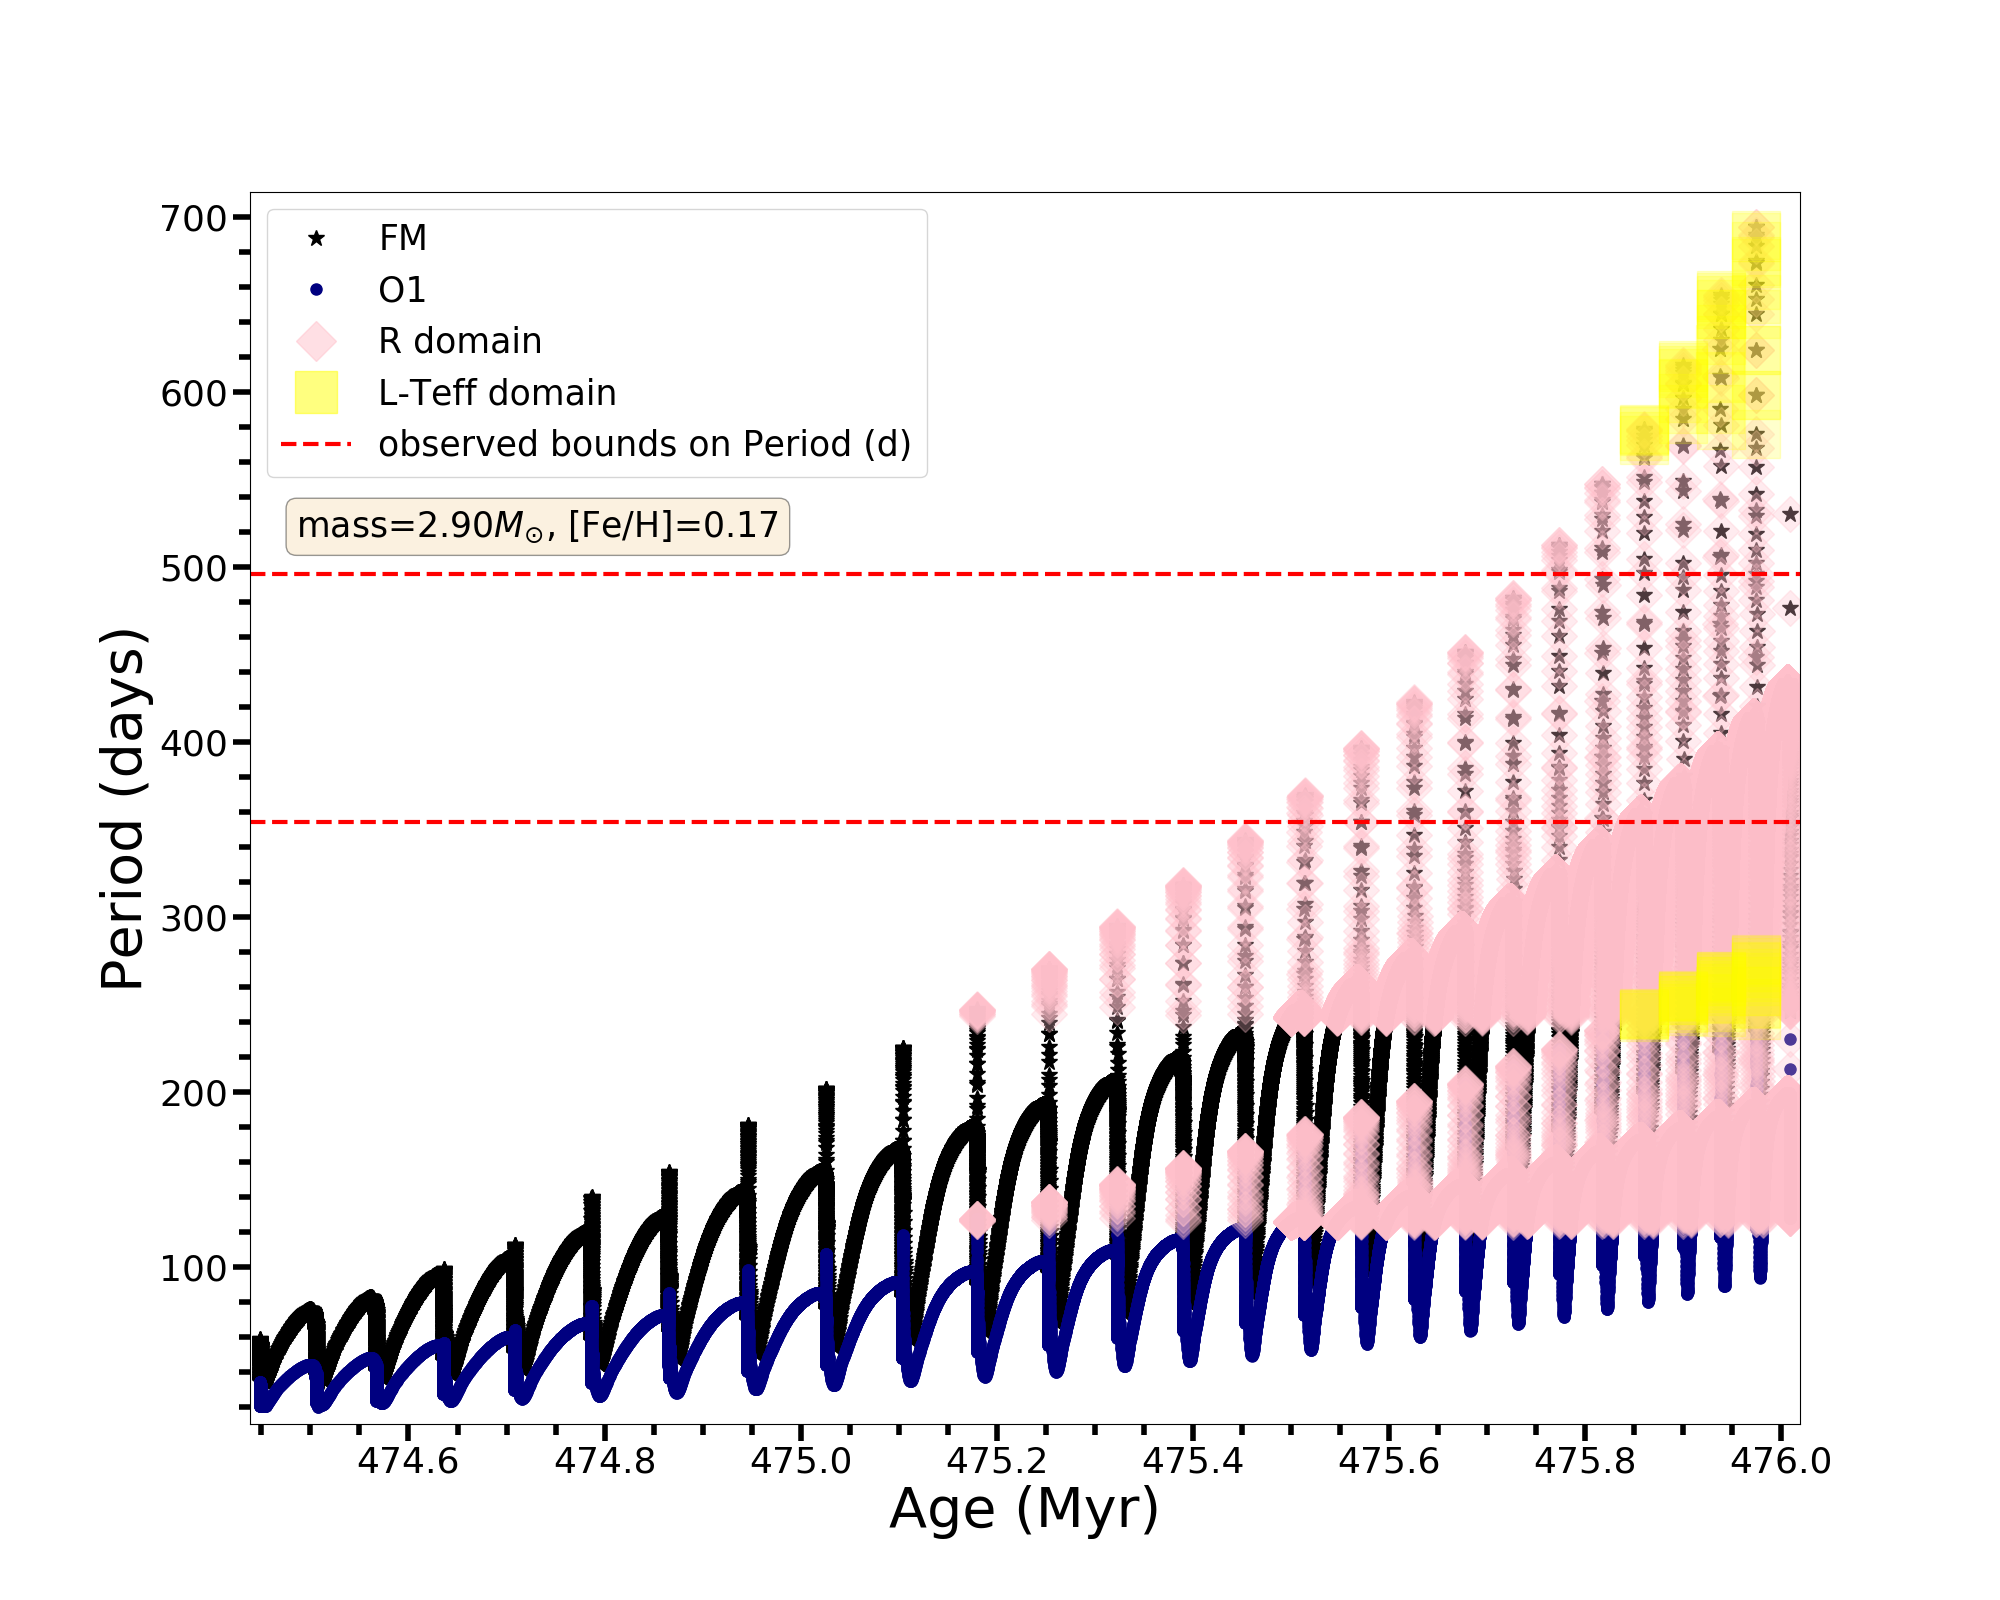 700
600
500
400
300
200
100
Period (days)
FM
O1
R domain
L-Teff domain
observed bounds on Period (d)
mass=2.90M⊙, [Fe/H]=0.17
474.6 474.8 475.0 475.2 475.4 475.6 475.8 476.0
Age (Myr)